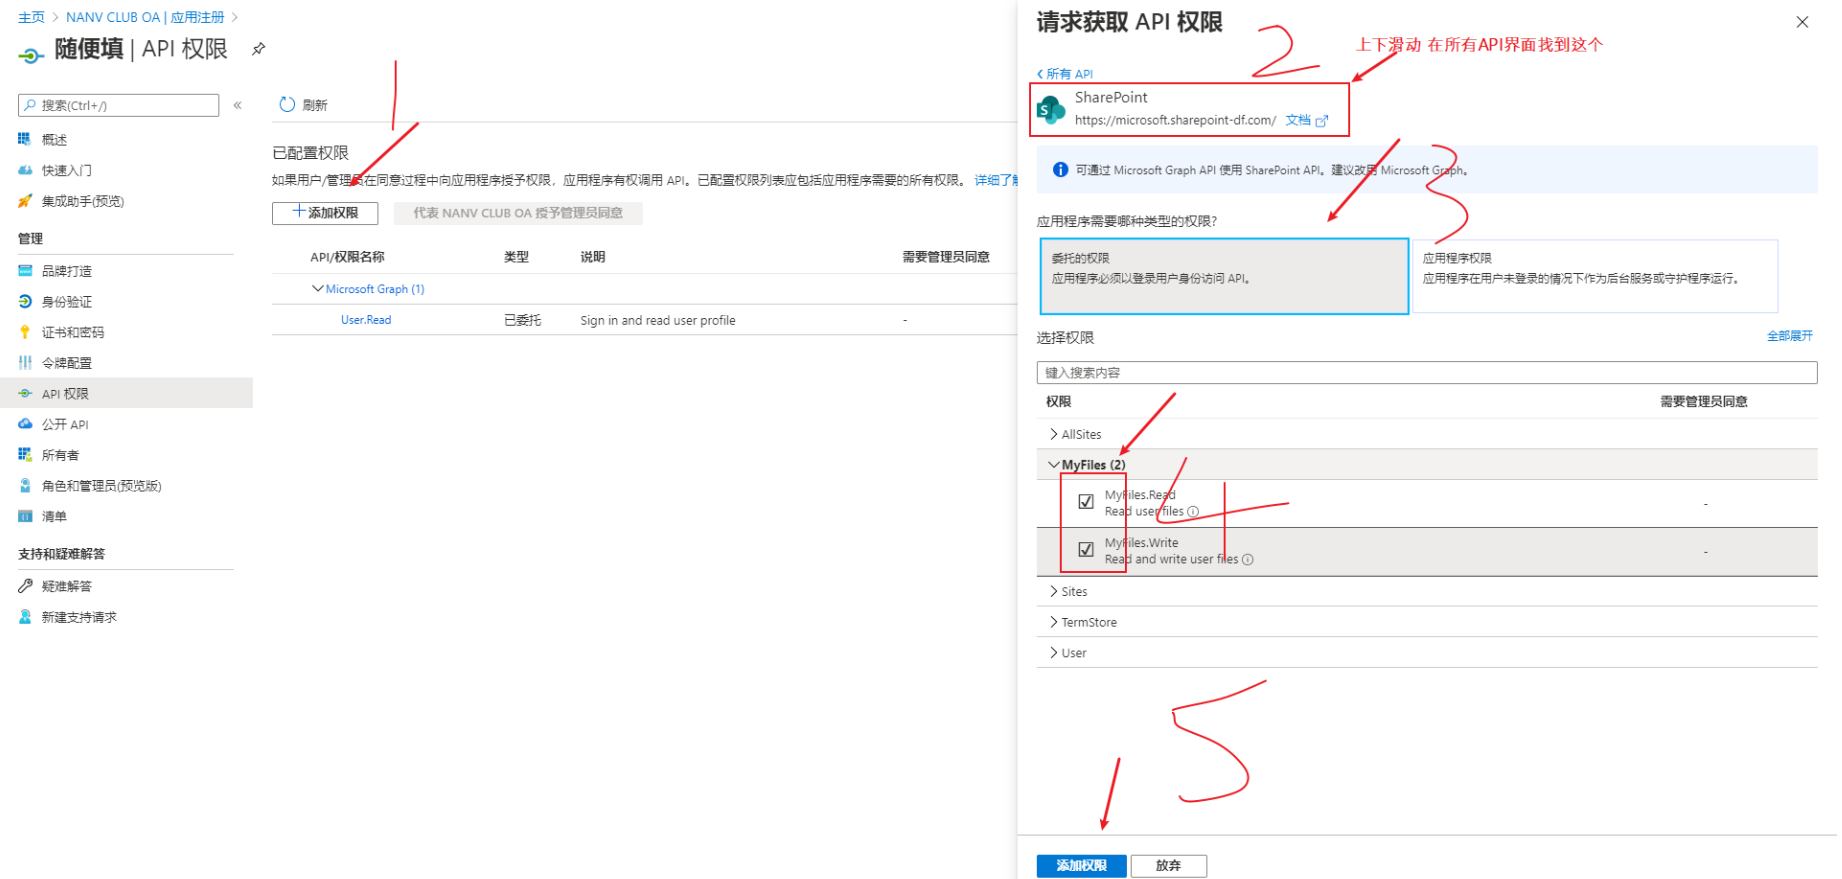 主页 > NANV CLUB OA | 应用注册 >
随便填 | API 权限
搜索(Ctrl+/)
«
概述
快速入门
集成助手(预览)
管理
品牌打造
身份验证
证书和密码
令牌配置
API 权限
公开 API
所有者
角色和管理员(预览版)
清单
支持和疑难解答
疑难解答
新建支持请求
1
刷新
已配置权限
如果用户/管理员在同意过程中向应用程序授予权限，应用程序有权调用 API。已配置权限列表应包括应用程序需要的所有权限。 详细了解
添加权限
代表 NANV CLUB OA 授予管理员同意
API/权限名称 类型 说明 需要管理员同意
Microsoft Graph (1)
User.Read 已委托 Sign in and read user profile -
请求获取 API 权限
2
上下滑动 在所有API界面找到这个
所有 API
SharePoint
https://microsoft.sharepoint-df.com/ 文档
可通过 Microsoft Graph API 使用 SharePoint API。建议改用 Microsoft Graph。
3
应用程序需要哪种类型的权限?
委托的权限
应用程序必须以登录用户身份访问 API。
应用程序权限
应用程序在用户未登录的情况下作为后台服务或守护程序运行。
选择权限
全部展开
键入搜索内容
权限 需要管理员同意
AllSites
MyFiles (2)
4
MyFiles.Read
Read user files
-
MyFiles.Write
Read and write user files
-
Sites
TermStore
User
5
添加权限
放弃